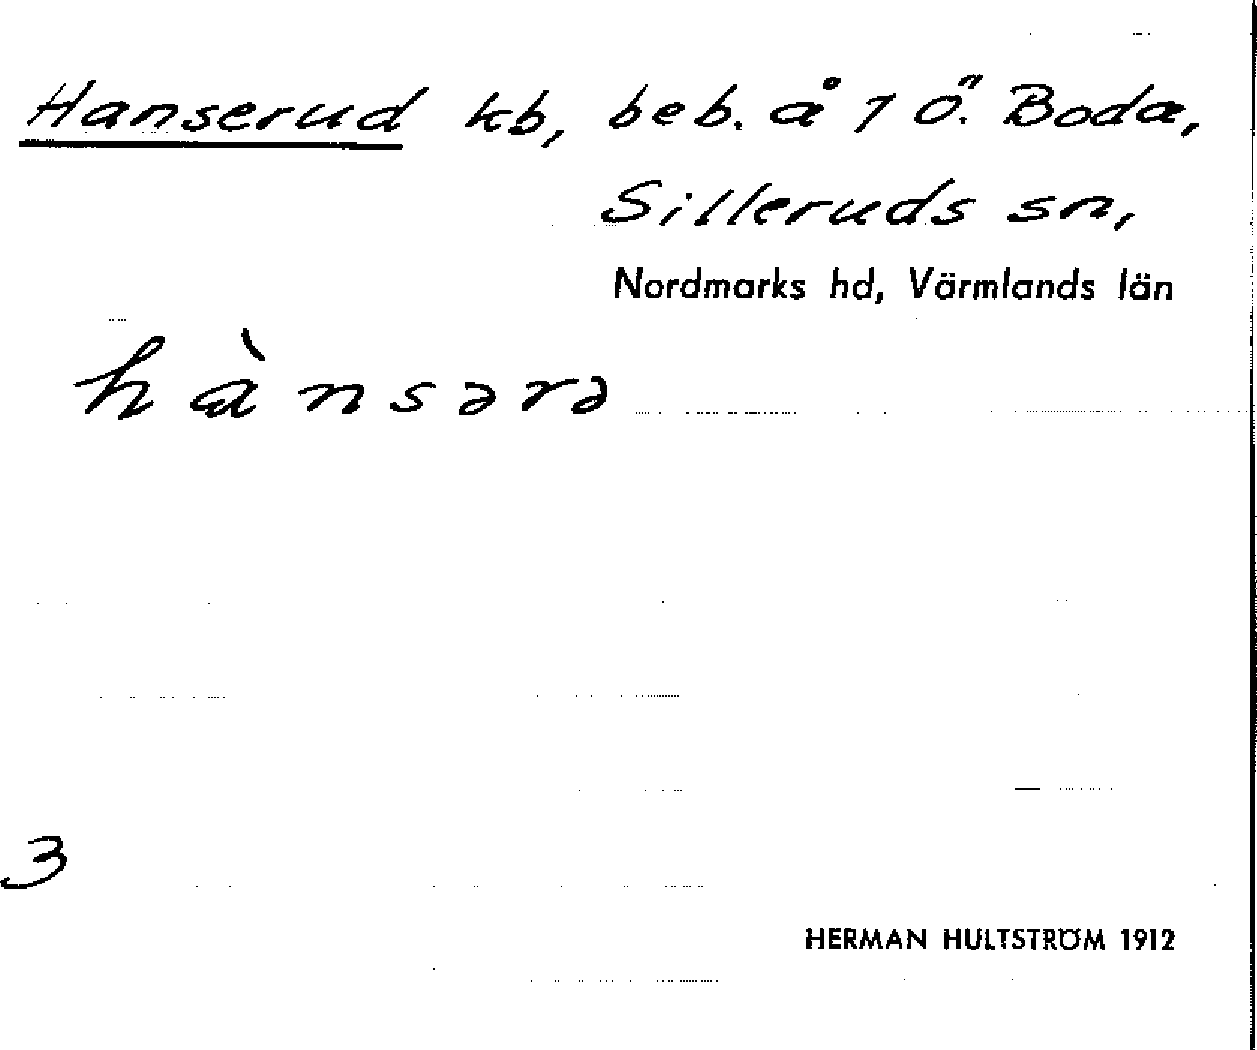 Hanserud kb, beb. å 1 Ö. Boda,
Silleruds sn,
Nordmarks hd, Värmlands län
hànsərə
3
HERMAN HULTSTRÖM 1912